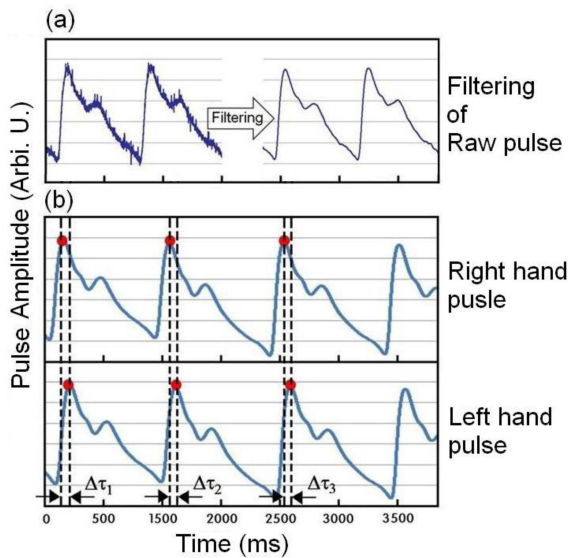 (a)
Filtering
Filtering
of
Raw pulse
Pulse Amplitude (Arbi. U.)
(b)
Right hand
pusle
Left hand
pulse
Δτ1
Δτ2
Δτ3
0 500 1500 1500 2000 2500 3000 3500
Time (ms)